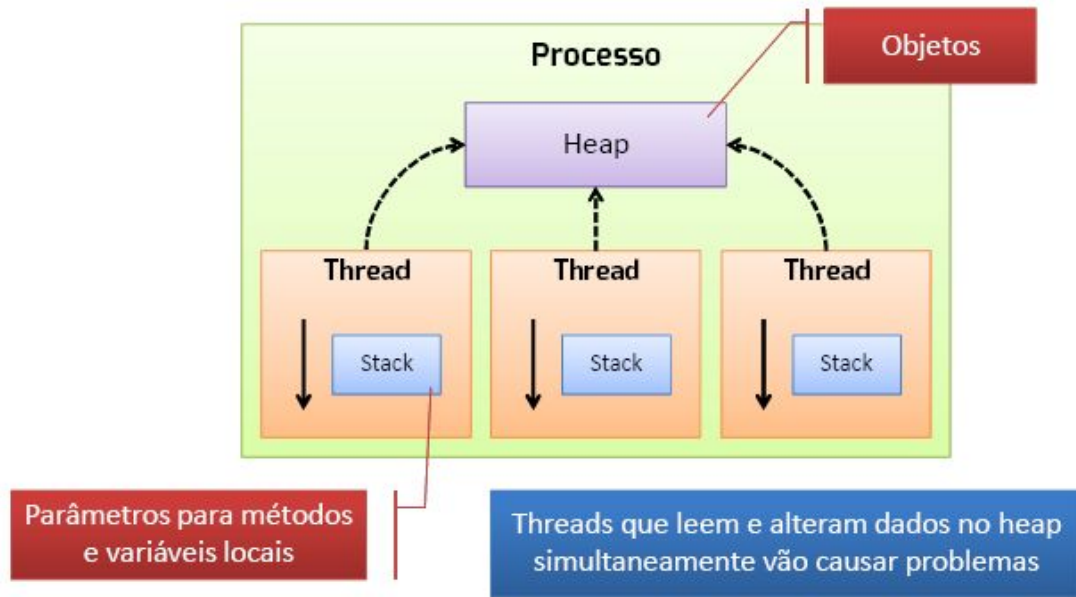 Processo
Objetos
Heap
Thread
Thread
Thread
Stack
Stack
Stack
Parâmetros para métodos
e variáveis locais
Threads que leem e alteram dados no heap
simultaneamente vão causar problemas